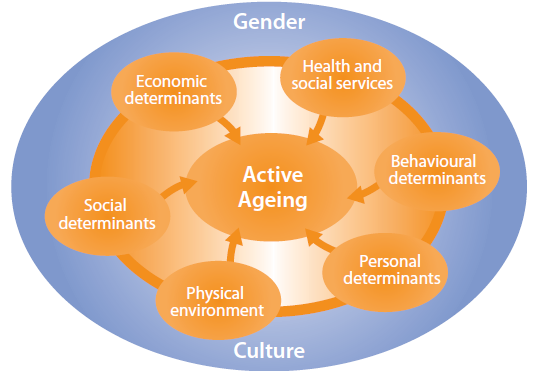 Gender
Economic
determinants
Health and
social services
Active
Ageing
Behavioural
determinants
Social
determinants
Personal
determinants
Physical
environment
Culture